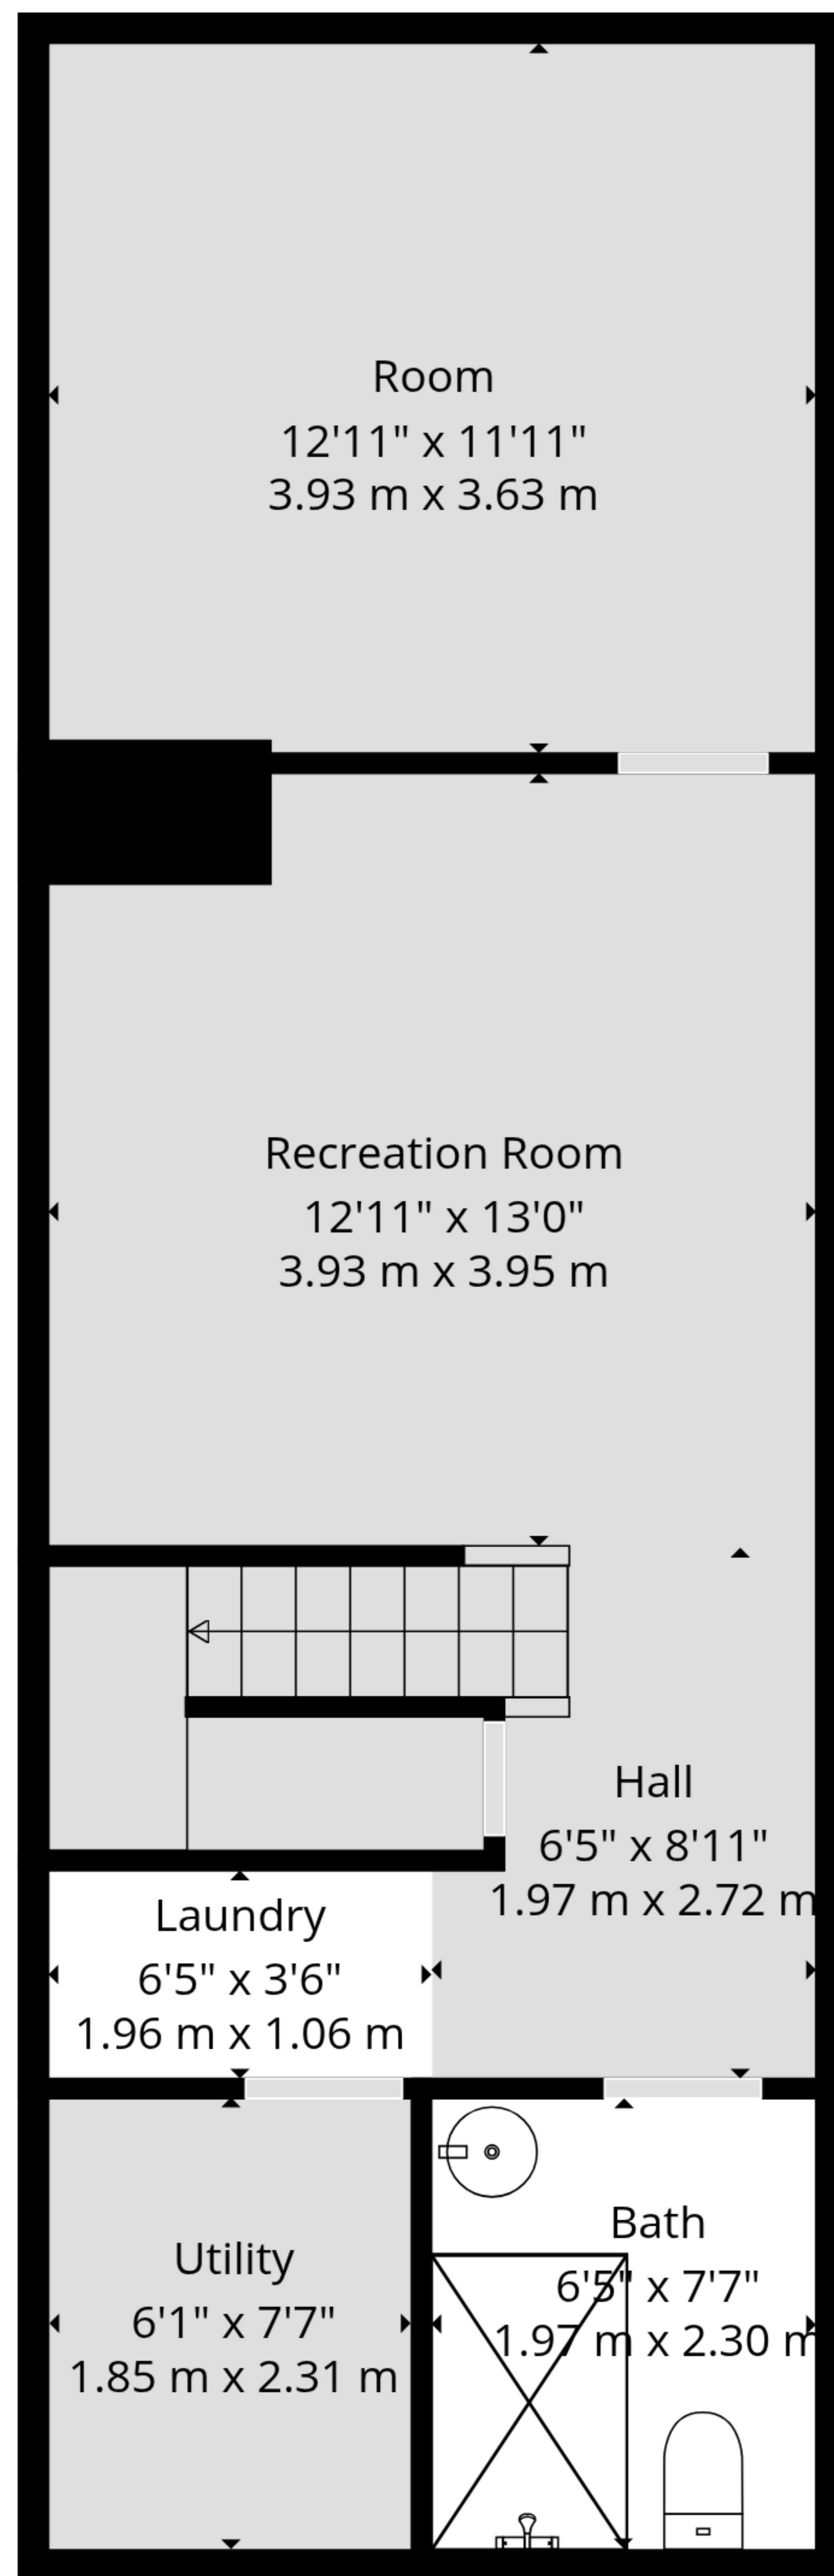 Room
12'11" x 11'11"
3.93 m x 3.63 m
Recreation Room
12'11" x 13'0"
3.93 m x 3.95 m
Hall
6'5" x 8'11"
1.97 m x 2.72 m
Laundry
6'5" x 3'6"
1.96 m x 1.06 m
Utility
6'1" x 7'7"
1.85 m x 2.31 m
Bath
6'5" x 7'7"
1.97 m x 2.30 m